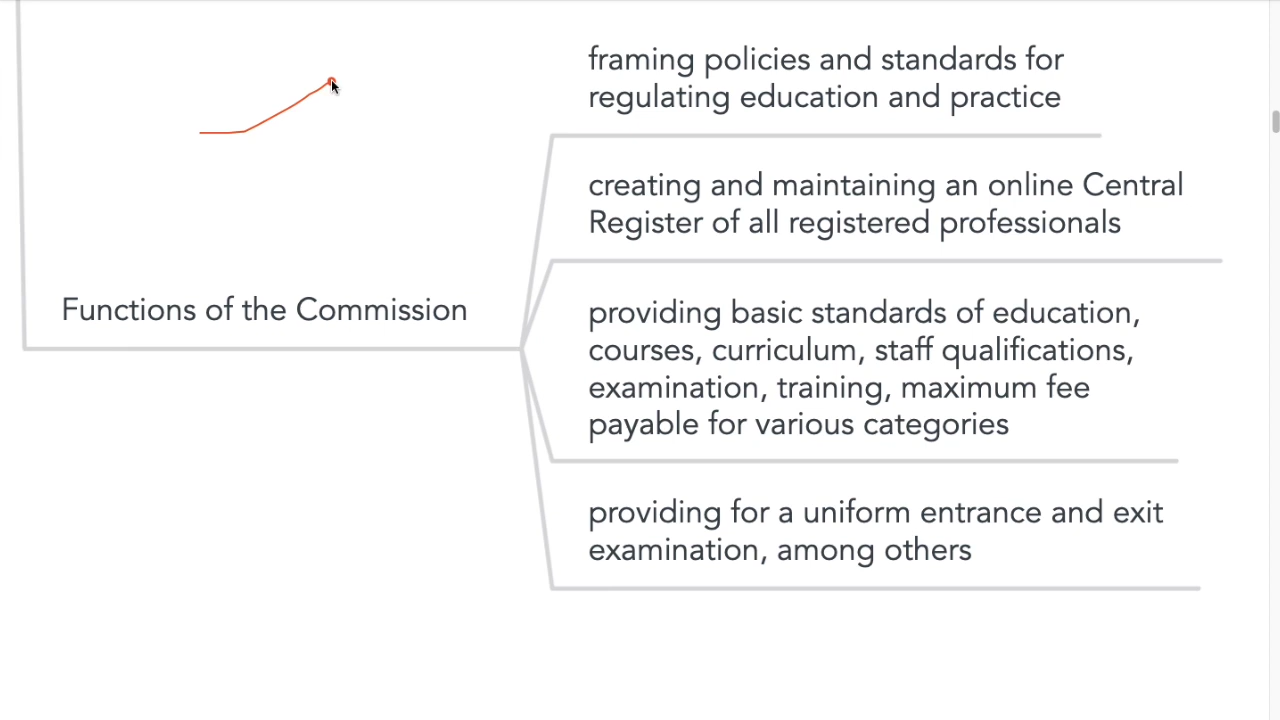 framing policies and standards for
regulating education and practice
creating and maintaining an online Central
Register of all registered professionals
Functions of the Commission
providing basic standards of education,
courses, curriculum, staff qualifications,
examination, training, maximum fee
payable for various categories
providing for a uniform entrance and exit
examination, among others